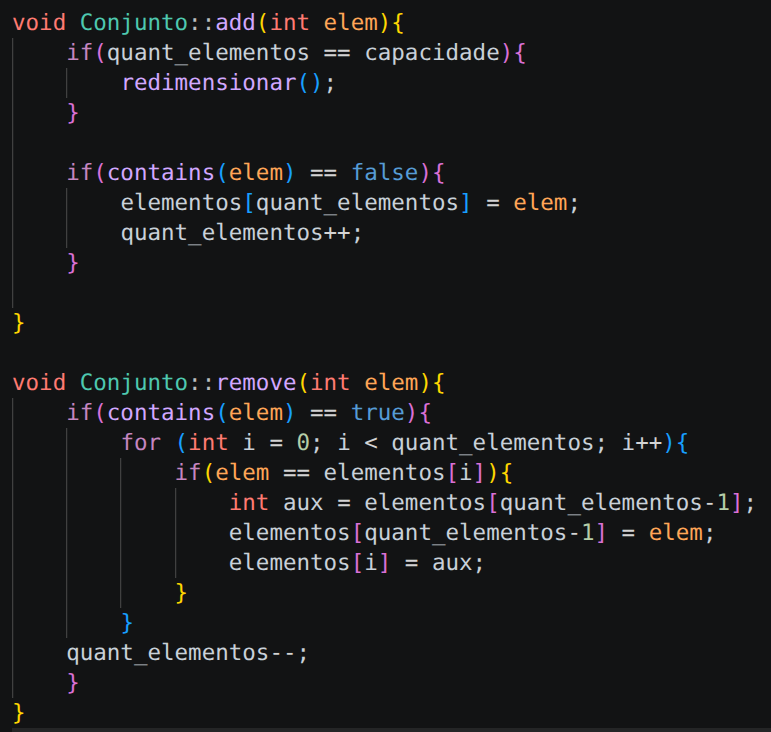 void Conjunto::add(int elem){
    if(quant_elementos == capacidade){
        redimensionar();
    }

    if(contains(elem) == false){
        elementos[quant_elementos] = elem;
        quant_elementos++;
    }

}

void Conjunto::remove(int elem){
    if(contains(elem) == true){
        for (int i = 0; i < quant_elementos; i++){
            if(elem == elementos[i]){
                int aux = elementos[quant_elementos-1];
                elementos[quant_elementos-1] = elem;
                elementos[i] = aux;
            }
        }
    quant_elementos--;
    }
}